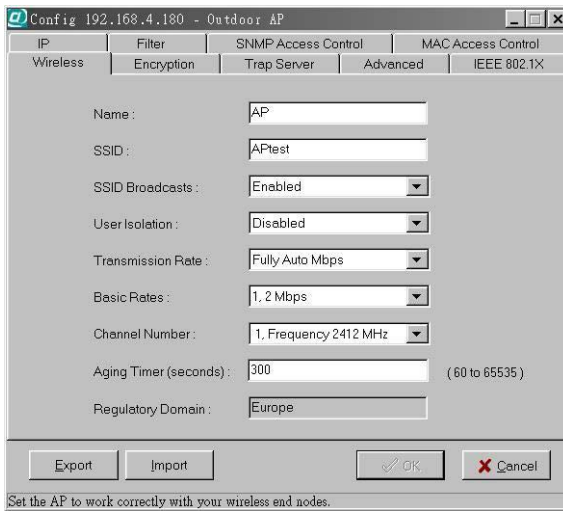 Config 192.168.4.180 - Outdoor AP
IP Filter SNMP Access Control MAC Access Control
Wireless Encryption Trap Server Advanced IEEE 802.1X
Name : AP
SSID : APtest
SSID Broadcasts : Enabled
User Isolation : Disabled
Transmission Rate : Fully Auto Mbps
Basic Rates : 1, 2 Mbps
Channel Number : 1, Frequency 2412 MHz
Aging Timer (seconds) : 300 ( 60 to 65535 )
Regulatory Domain : Europe
Export Import OK Cancel
Set the AP to work correctly with your wireless end nodes.